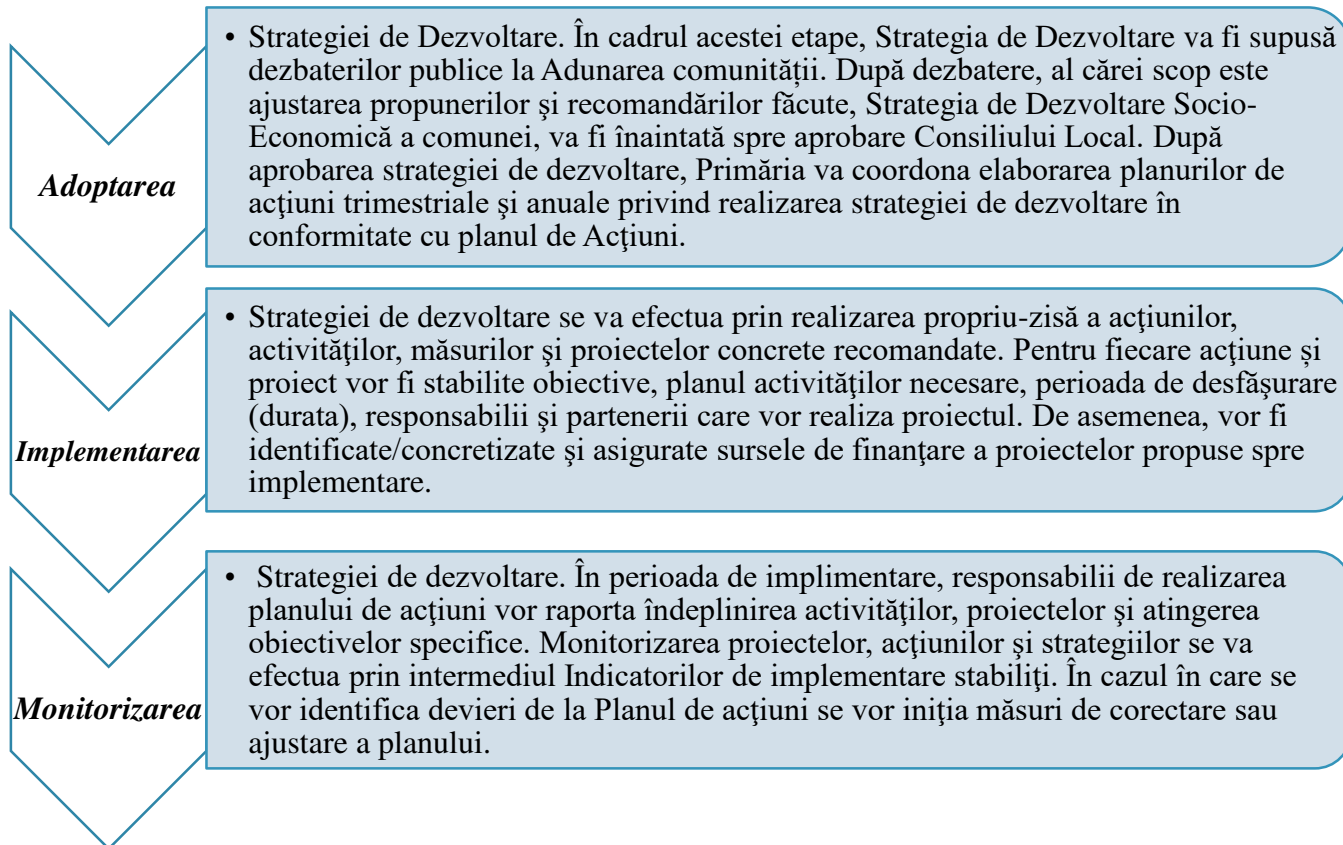 Adoptarea
• Strategiei de Dezvoltare. În cadrul acestei etape, Strategia de Dezvoltare va fi supusă
dezbaterilor publice la Adunarea comunității. După dezbatere, al cărei scop este
ajustarea propunerilor şi recomandărilor făcute, Strategia de Dezvoltare Socio-
Economică a comunei, va fi înaintată spre aprobare Consiliului Local. După
aprobarea strategiei de dezvoltare, Primăria va coordona elaborarea planurilor de
acţiuni trimestriale şi anuale privind realizarea strategiei de dezvoltare în
conformitate cu planul de Acţiuni.
Implementarea
• Strategiei de dezvoltare se va efectua prin realizarea propriu-zisă a acţiunilor,
activităţilor, măsurilor şi proiectelor concrete recomandate. Pentru fiecare acţiune și
proiect vor fi stabilite obiective, planul activităţilor necesare, perioada de desfăşurare
(durata), responsabilii şi partenerii care vor realiza proiectul. De asemenea, vor fi
identificate/concretizate şi asigurate sursele de finanţare a proiectelor propuse spre
implementare.
Monitorizarea
• Strategiei de dezvoltare. În perioada de implimentare, responsabilii de realizarea
planului de acţiuni vor raporta îndeplinirea activităţilor, proiectelor şi atingerea
obiectivelor specifice. Monitorizarea proiectelor, acţiunilor şi strategiilor se va
efectua prin intermediul Indicatorilor de implementare stabiliţi. În cazul în care se
vor identifica devieri de la Planul de acţiuni se vor iniţia măsuri de corectare sau
ajustare a planului.